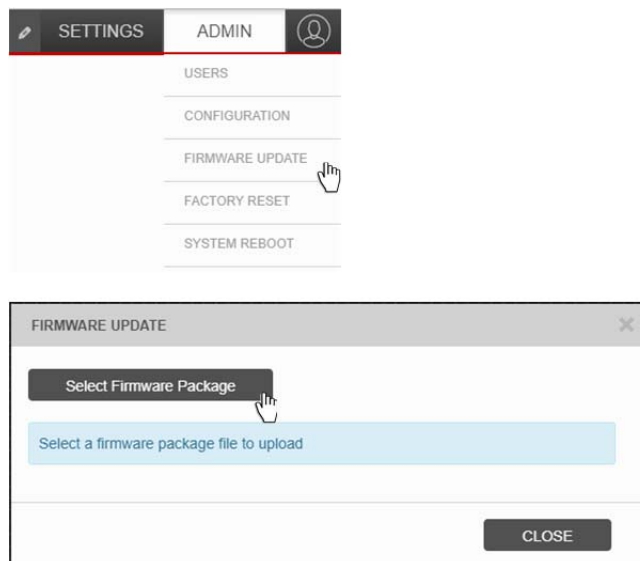 SETTINGS ADMIN
USERS
CONFIGURATION
FIRMWARE UPDATE
FACTORY RESET
SYSTEM REBOOT
FIRMWARE UPDATE
Select Firmware Package
Select a firmware package file to upload
CLOSE